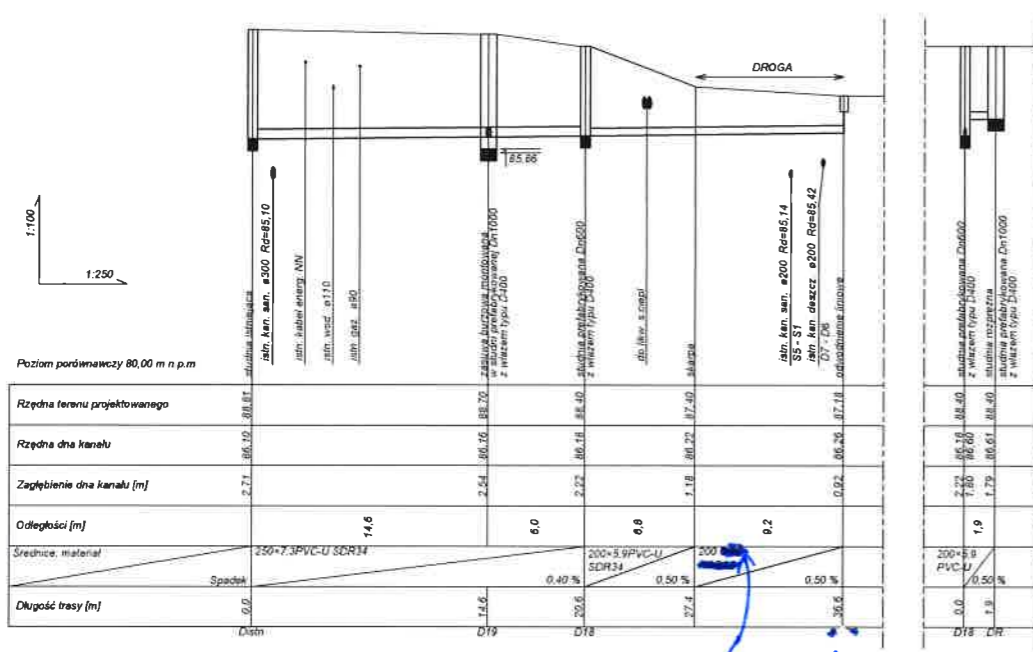 DROGA
85,66
1:100
1:250
studnia istniejąca
istn. kan. san. ø300 Rd=85,10
istn. kabel energ. NN
istn. wod. ø110
istn. gaz. ø90
zasuwa burzowa montowana
w studni prefabrykowanej Dn1000
z włazem typu D400
studnia prefabrykowana Dn600
z włazem typu D400
do likw. s.ciepl
skarpa
istn. kan. san. ø200 Rd=85,14
S5 - S1
istn. kan deszcz ø200 Rd=85,42
D7 - D6
odwodnienie liniowe
studnia prefabrykowana Dn600
z włazem typu D400
studnia rozprężna
studnia prefabrykowana Dn1000
z włazem typu D400
Poziom porównawczy 80,00 m n p.m
Rzędna terenu projektowanego 88,81 88,70 88,40 87,40 87,18 88,40 88,40
Rzędna dna kanału 86,10 86,16 86,18 86,22 86,26 86,18 86,60 86,61
Zagłębienie dna kanału [m] 2,71 2,54 2,22 1,18 0,92 2,22 1,80 1,79
Odległości [m] 14,6 6,0 6,8 9,2 1,9
Średnice, materiał 250×7.3PVC-U SDR34 200×5,9PVC-U SDR34 200 200×5,9 PVC-U
Spadek 0,40 % 0,50 % 0,50 % 0,50 %
Długość trasy [m] 0,0 14,6 20,6 27,4 36,6 0,0 1,9
Distn D19 D18 D18 DR